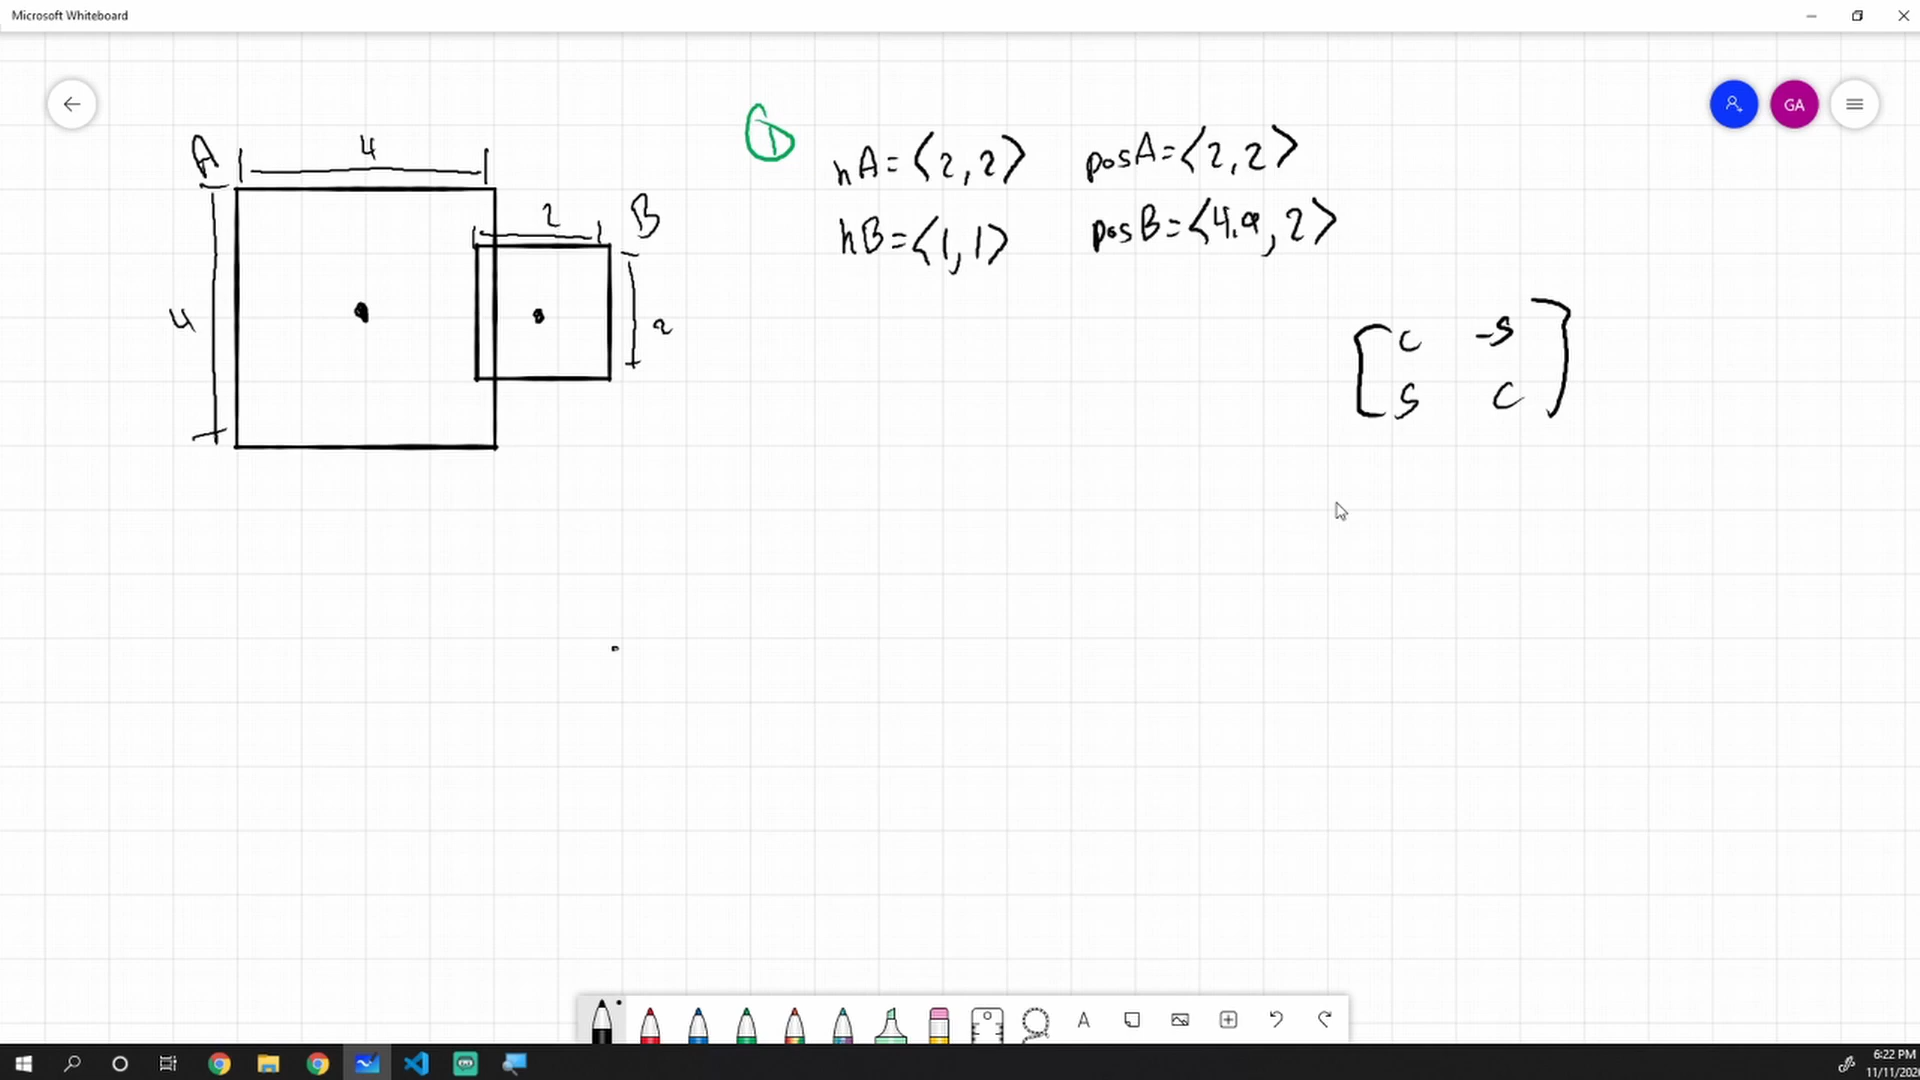 Microsoft Whiteboard
GA
A
4
4
2
B
2
1
hA=<2,2> posA=<2,2>
hB=<1,1> posB=<4.9,2>
[c -s
s c]
A
6:22 PM